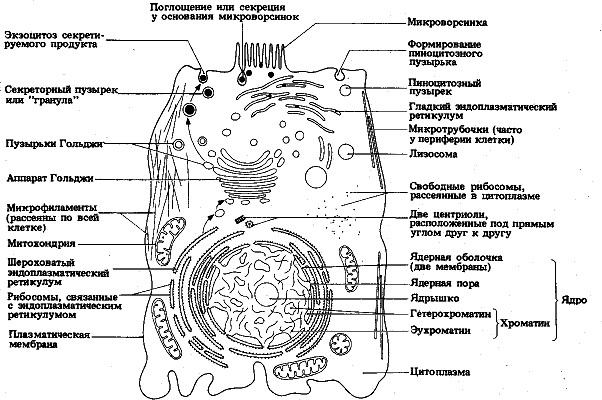 Поглощение или секреция
у основания микроворсинок
Экзоцитоз секрети-
руемого продукта
Секреторный пузырек
или "гранула"
Пузырьки Гольджи
Аппарат Гольджи
Микрофиламенты
(рассеяны по всей
клетке)
Митохондрия
Шероховатый
эндоплазматический
ретикулум
Рибосомы, связанные
с эндоплазматическим
ретикулумом
Плазматическая
мембрана
Микроворсинка
Формирование
пиноцитозного
пузырька
Пиноцитозный
пузырек
Гладкий эндоплазматический
ретикулум
Микротрубочки (часто
у периферии клетки)
Лизосома
Свободные рибосомы,
рассеянные в цитоплазме
Две центриоли,
расположенные под прямым
углом друг к другу
Ядерная оболочка
(две мембраны)
Ядерная пора
Ядрышко
Гетерохроматин
Эухроматин
Хроматин
Ядро
Цитоплазма